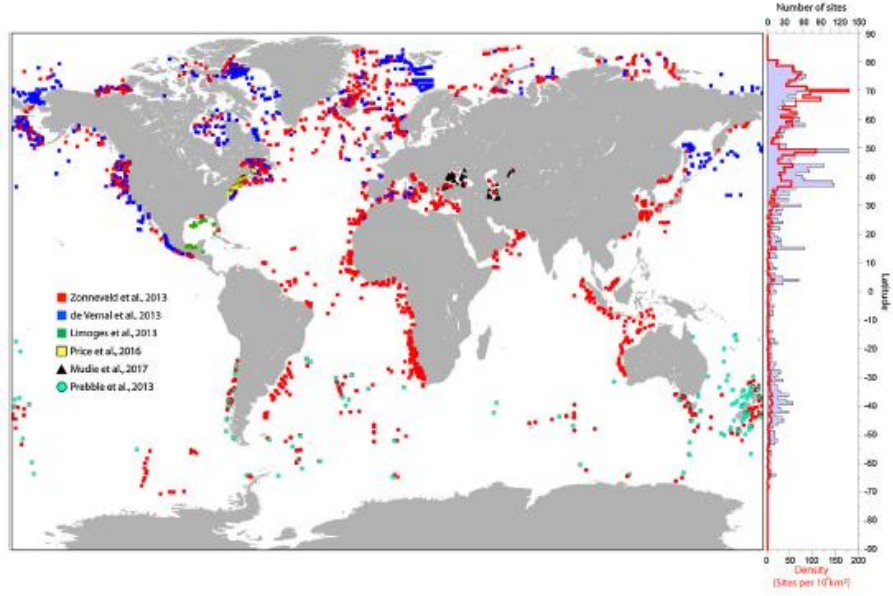 Number of sites
0 30 60 90 120 150
90
80
70
60
50
40
30
20
10
0
-10
-20
-30
-40
-50
-60
-70
-80
-90
Latitude
Zonneveld et al., 2013
de Vernal et al., 2013
Limoges et al., 2013
Price et al., 2016
Mudie et al., 2017
Prebble et al., 2013
0 50 100 150 200
Density